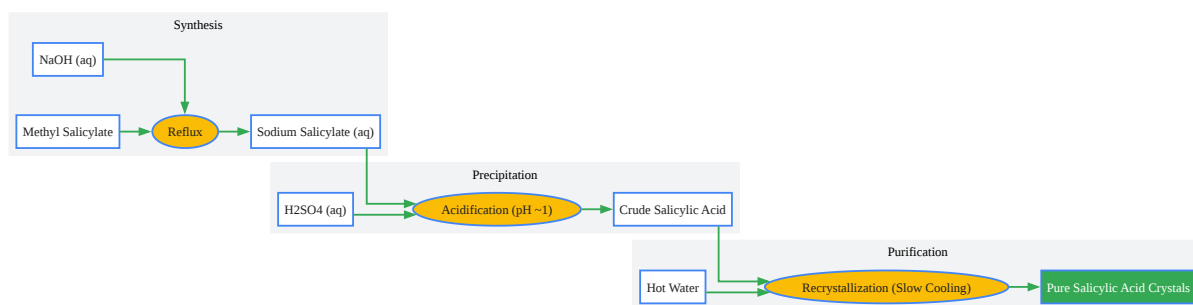 Synthesis
NaOH (aq)
Methyl Salicylate
Reflux
Sodium Salicylate (aq)
Precipitation
H2SO4 (aq)
Acidification (pH ~1)
Crude Salicylic Acid
Purification
Hot Water
Recrystallization (Slow Cooling)
Pure Salicylic Acid Crystals